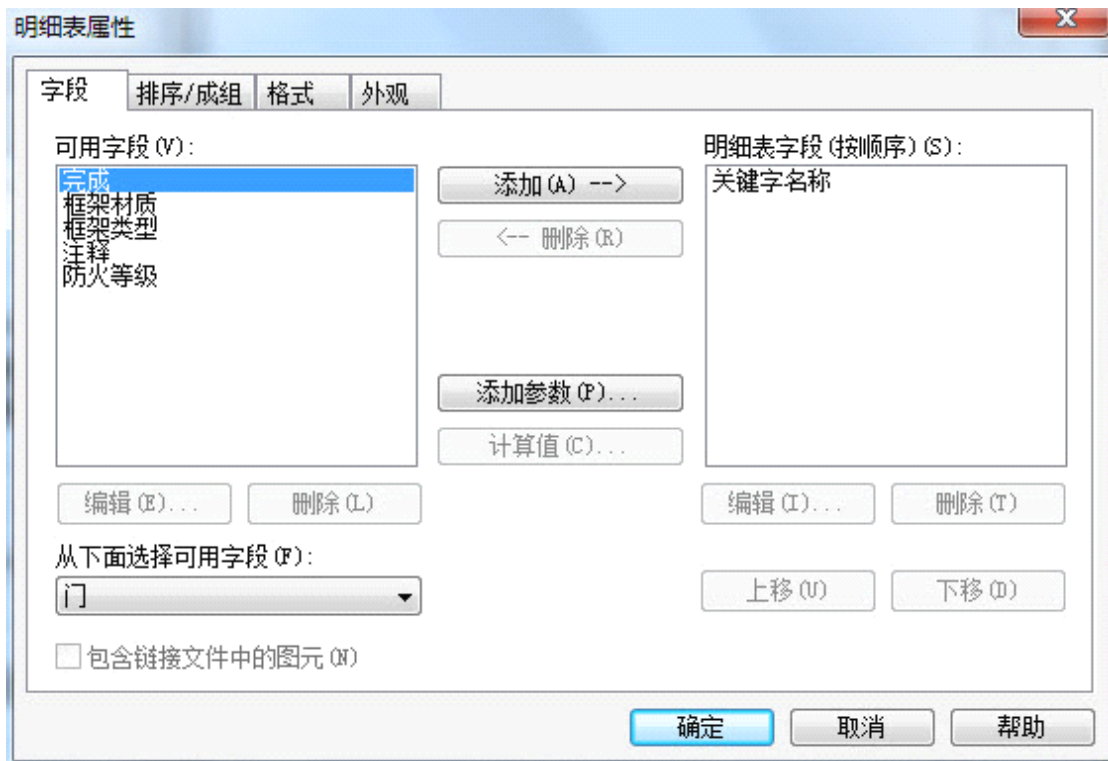 明细表属性
字段 排序/成组 格式 外观
可用字段(V):
明细表字段(按顺序)(S):
完成
框架材质
框架类型
注释
防火等级
添加(A) -->
<-- 删除(R)
添加参数(P)...
计算值(C)...
关键字名称
编辑(E)... 删除(L)
编辑(I)... 删除(T)
从下面选择可用字段(F):
门
上移(U) 下移(D)
包含链接文件中的图元(N)
确定 取消 帮助